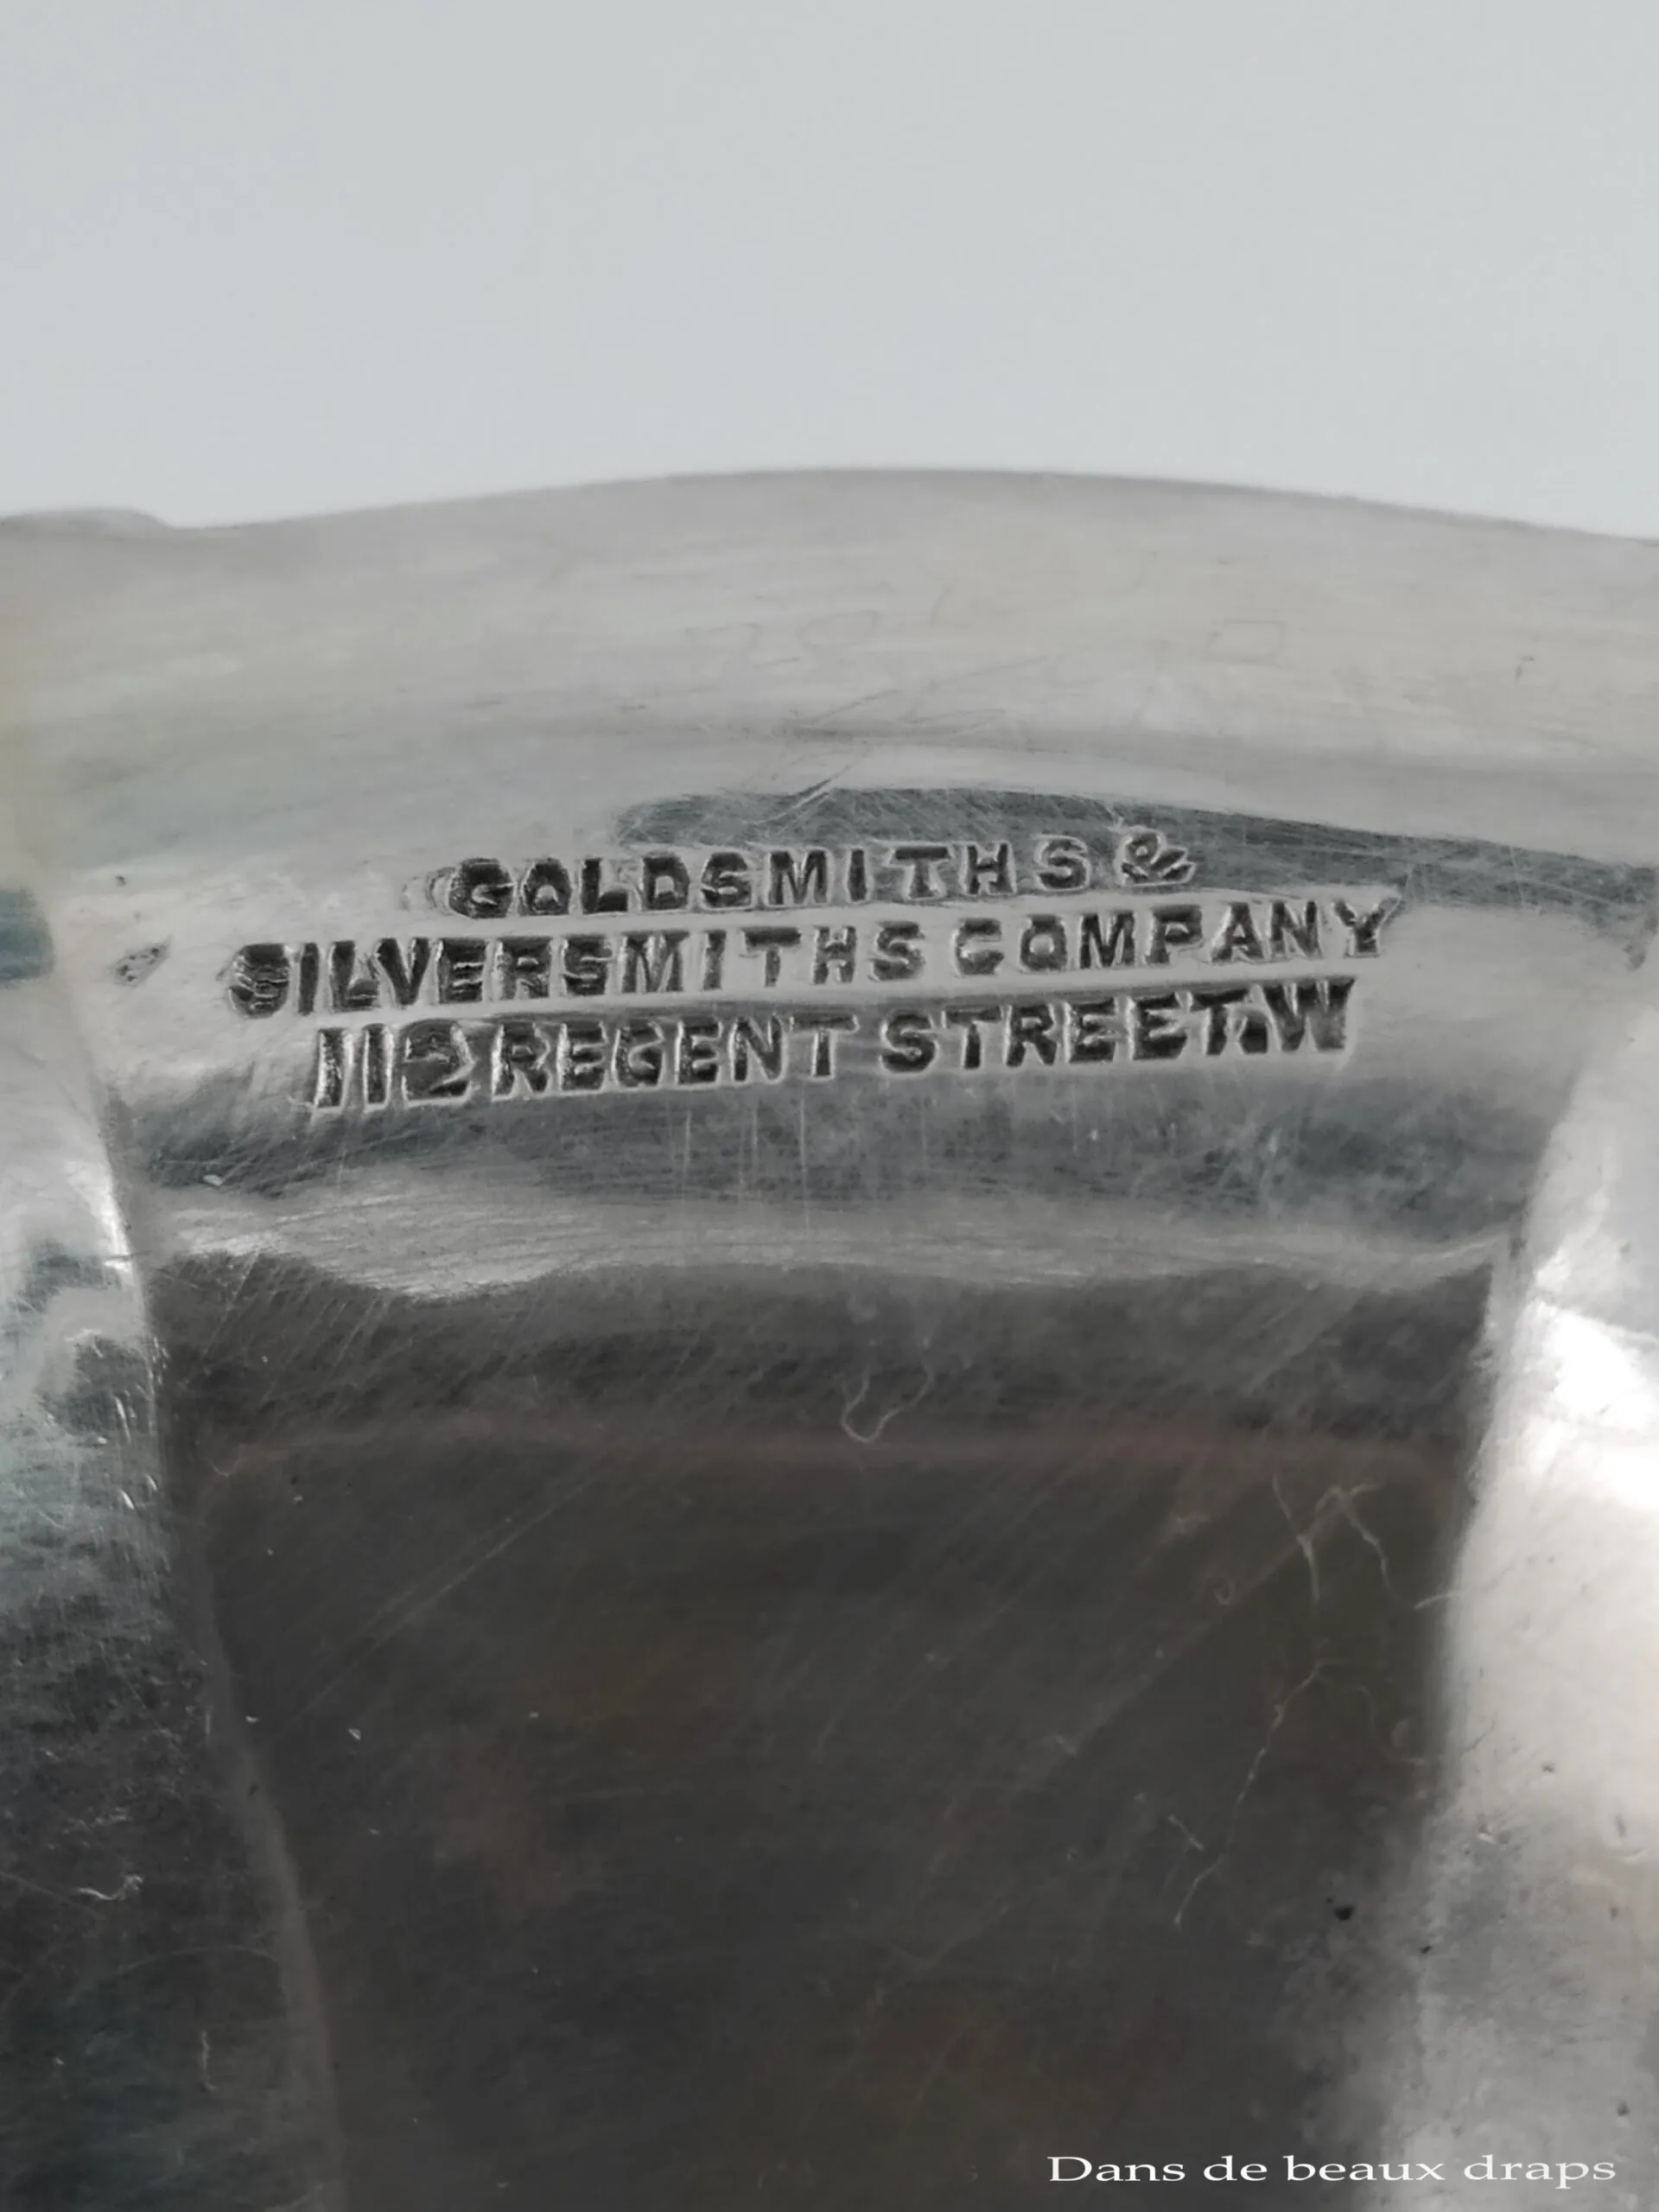 GOLDSMITHS &
SILVERSMITHS COMPANY
112 REGENT STREET.W
Dans de beaux draps